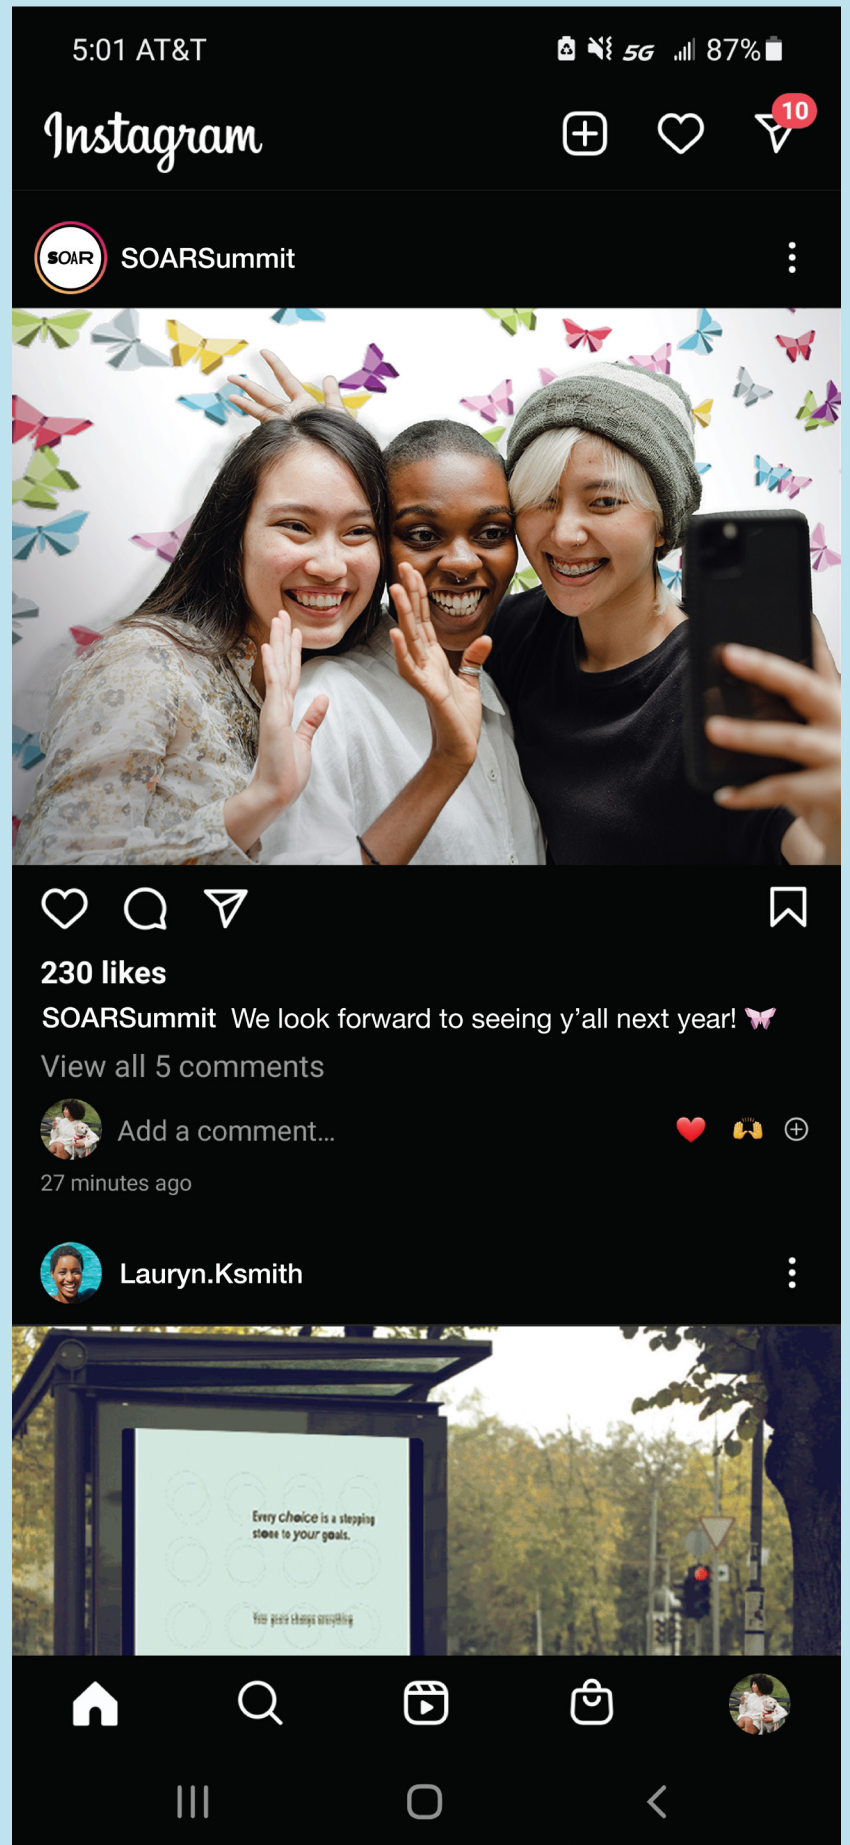 5:01 AT&T 5G 87%
Instagram 10
SOAR SOARSummit
230 likes
SOARSummit We look forward to seeing y'all next year! 🦋
View all 5 comments
Add a comment...
27 minutes ago
Lauryn.Ksmith
Every choice is a stepping
stone to your goals.